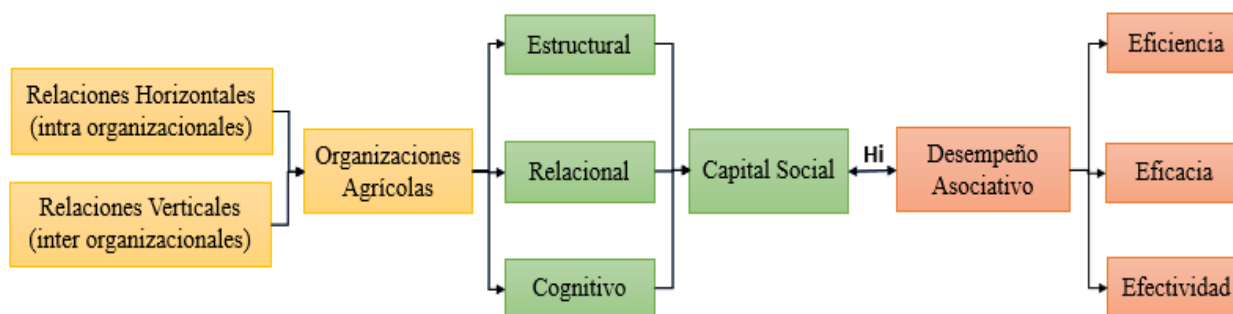 Relaciones Horizontales
(intra organizacionales)
Relaciones Verticales
(inter organizacionales)
Organizaciones
Agrícolas
Estructural
Relacional
Cognitivo
Capital Social
Hi
Desempeño
Asociativo
Eficiencia
Eficacia
Efectividad